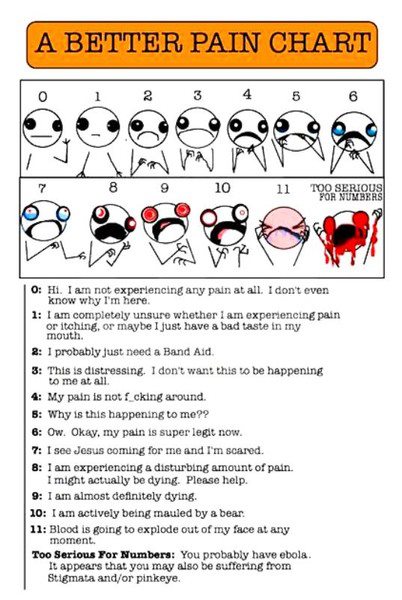 A BETTER PAIN CHART
0 1 2 3 4 5 6
7 8 9 10 11 TOO SERIOUS
FOR NUMBERS
0: Hi. I am not experiencing any pain at all. I don't even
know why I'm here.
1: I am completely unsure whether I am experiencing pain
or itching, or maybe I just have a bad taste in my
mouth.
2: I probably just need a Band Aid.
3: This is distressing. I don't want this to be happening
to me at all.
4: My pain is not f_cking around.
5: Why is this happening to me??
6: Ow. Okay, my pain is super legit now.
7: I see Jesus coming for me and I'm scared.
8: I am experiencing a disturbing amount of pain.
I might actually be dying. Please help.
9: I am almost definitely dying.
10: I am actively being mauled by a bear.
11: Blood is going to explode out of my face at any
moment.
Too Serious For Numbers: You probably have ebola.
It appears that you may also be suffering from
Stigmata and/or pinkeye.